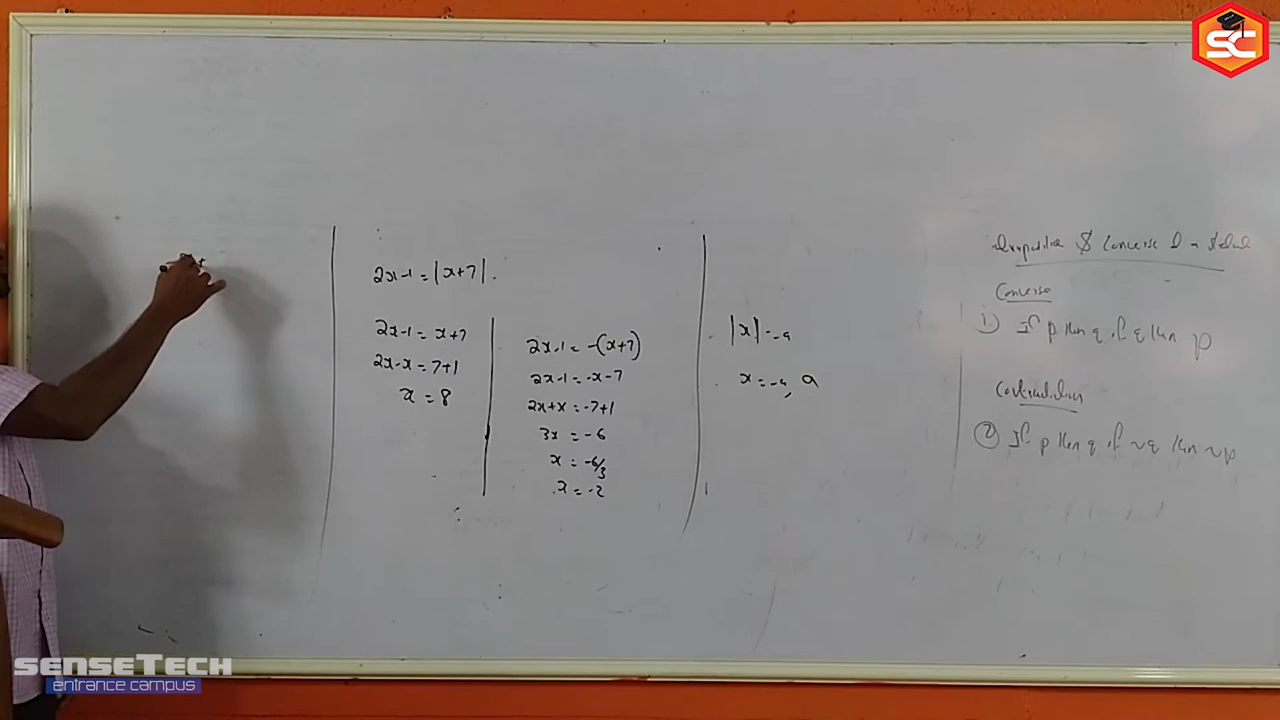 SC
2x-1 = |x+7|.
2x-1 = x+7
2x-x = 7+1
x = 8
2x-1 = -(x+7)
2x-1 = -x-7
2x+x = -7+1
3x = -6
x = -6/3
x = -2
|x| = a
x = -a, a
Converse
1) If p then q if q then p
2) If p then q if ~q then ~p
senseTech
entrance campus